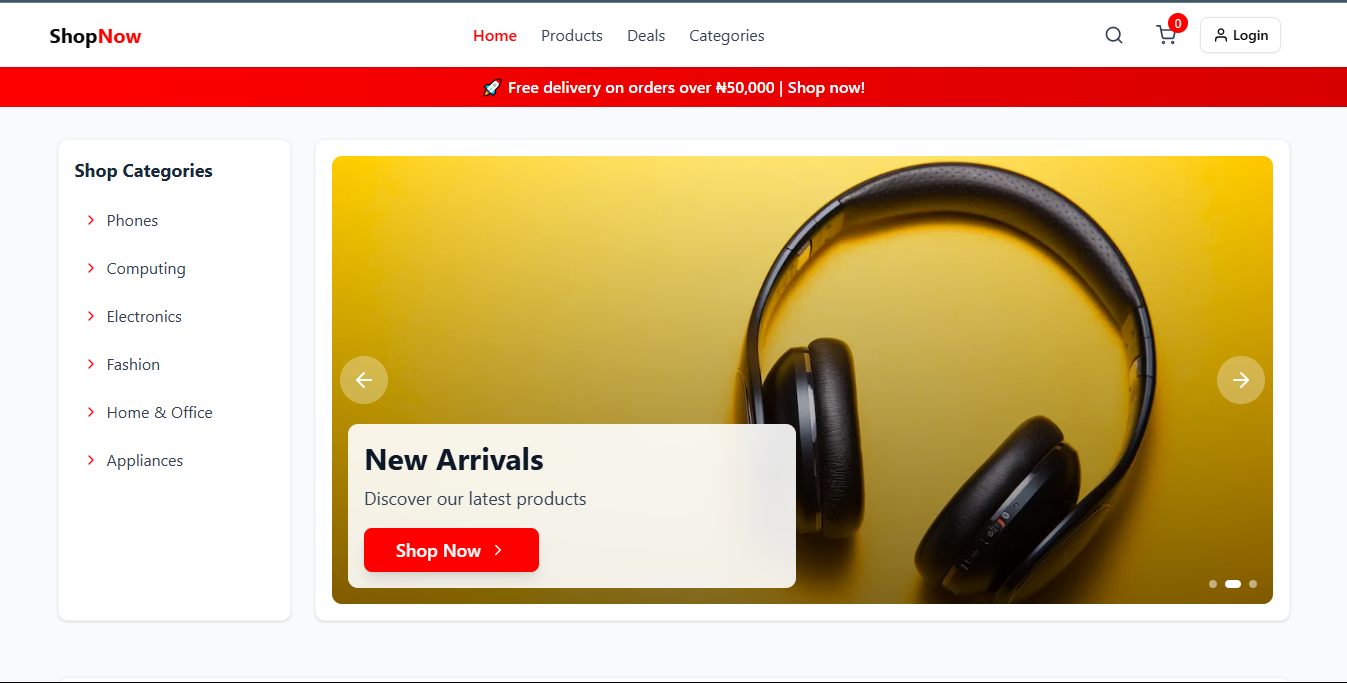 ShopNow
Home Products Deals Categories
0
Login
🚀 Free delivery on orders over ₦50,000 | Shop now!
Shop Categories
Phones
Computing
Electronics
Fashion
Home & Office
Appliances
New Arrivals
Discover our latest products
Shop Now